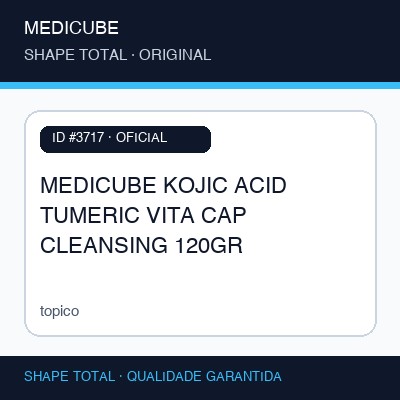 MEDICUBE
SHAPE TOTAL · ORIGINAL
ID #3717 · OFICIAL
MEDICUBE KOJIC ACID
TUMERIC VITA CAP
CLEANSING 120GR
topico
SHAPE TOTAL · QUALIDADE GARANTIDA